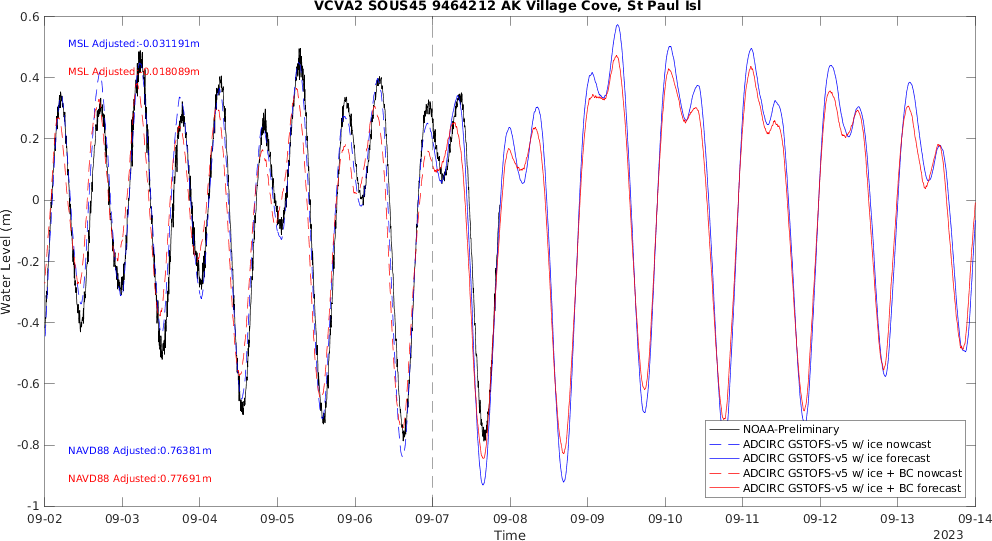 VCVA2 SOUS45 9464212 AK Village Cove, St Paul Isl
0.6
0.4
0.2
0
-0.2
-0.4
-0.6
-0.8
-1
Water Level (m)
MSL Adjusted:-0.031191m
MSL Adjusted:-0.018089m
NAVD88 Adjusted:0.76381m
NAVD88 Adjusted:0.77691m
NOAA-Preliminary
ADCIRC GSTOFS-v5 w/ ice nowcast
ADCIRC GSTOFS-v5 w/ ice forecast
ADCIRC GSTOFS-v5 w/ ice + BC nowcast
ADCIRC GSTOFS-v5 w/ ice + BC forecast
09-02 09-03 09-04 09-05 09-06 09-07 09-08 09-09 09-10 09-11 09-12 09-13 09-14
Time
2023